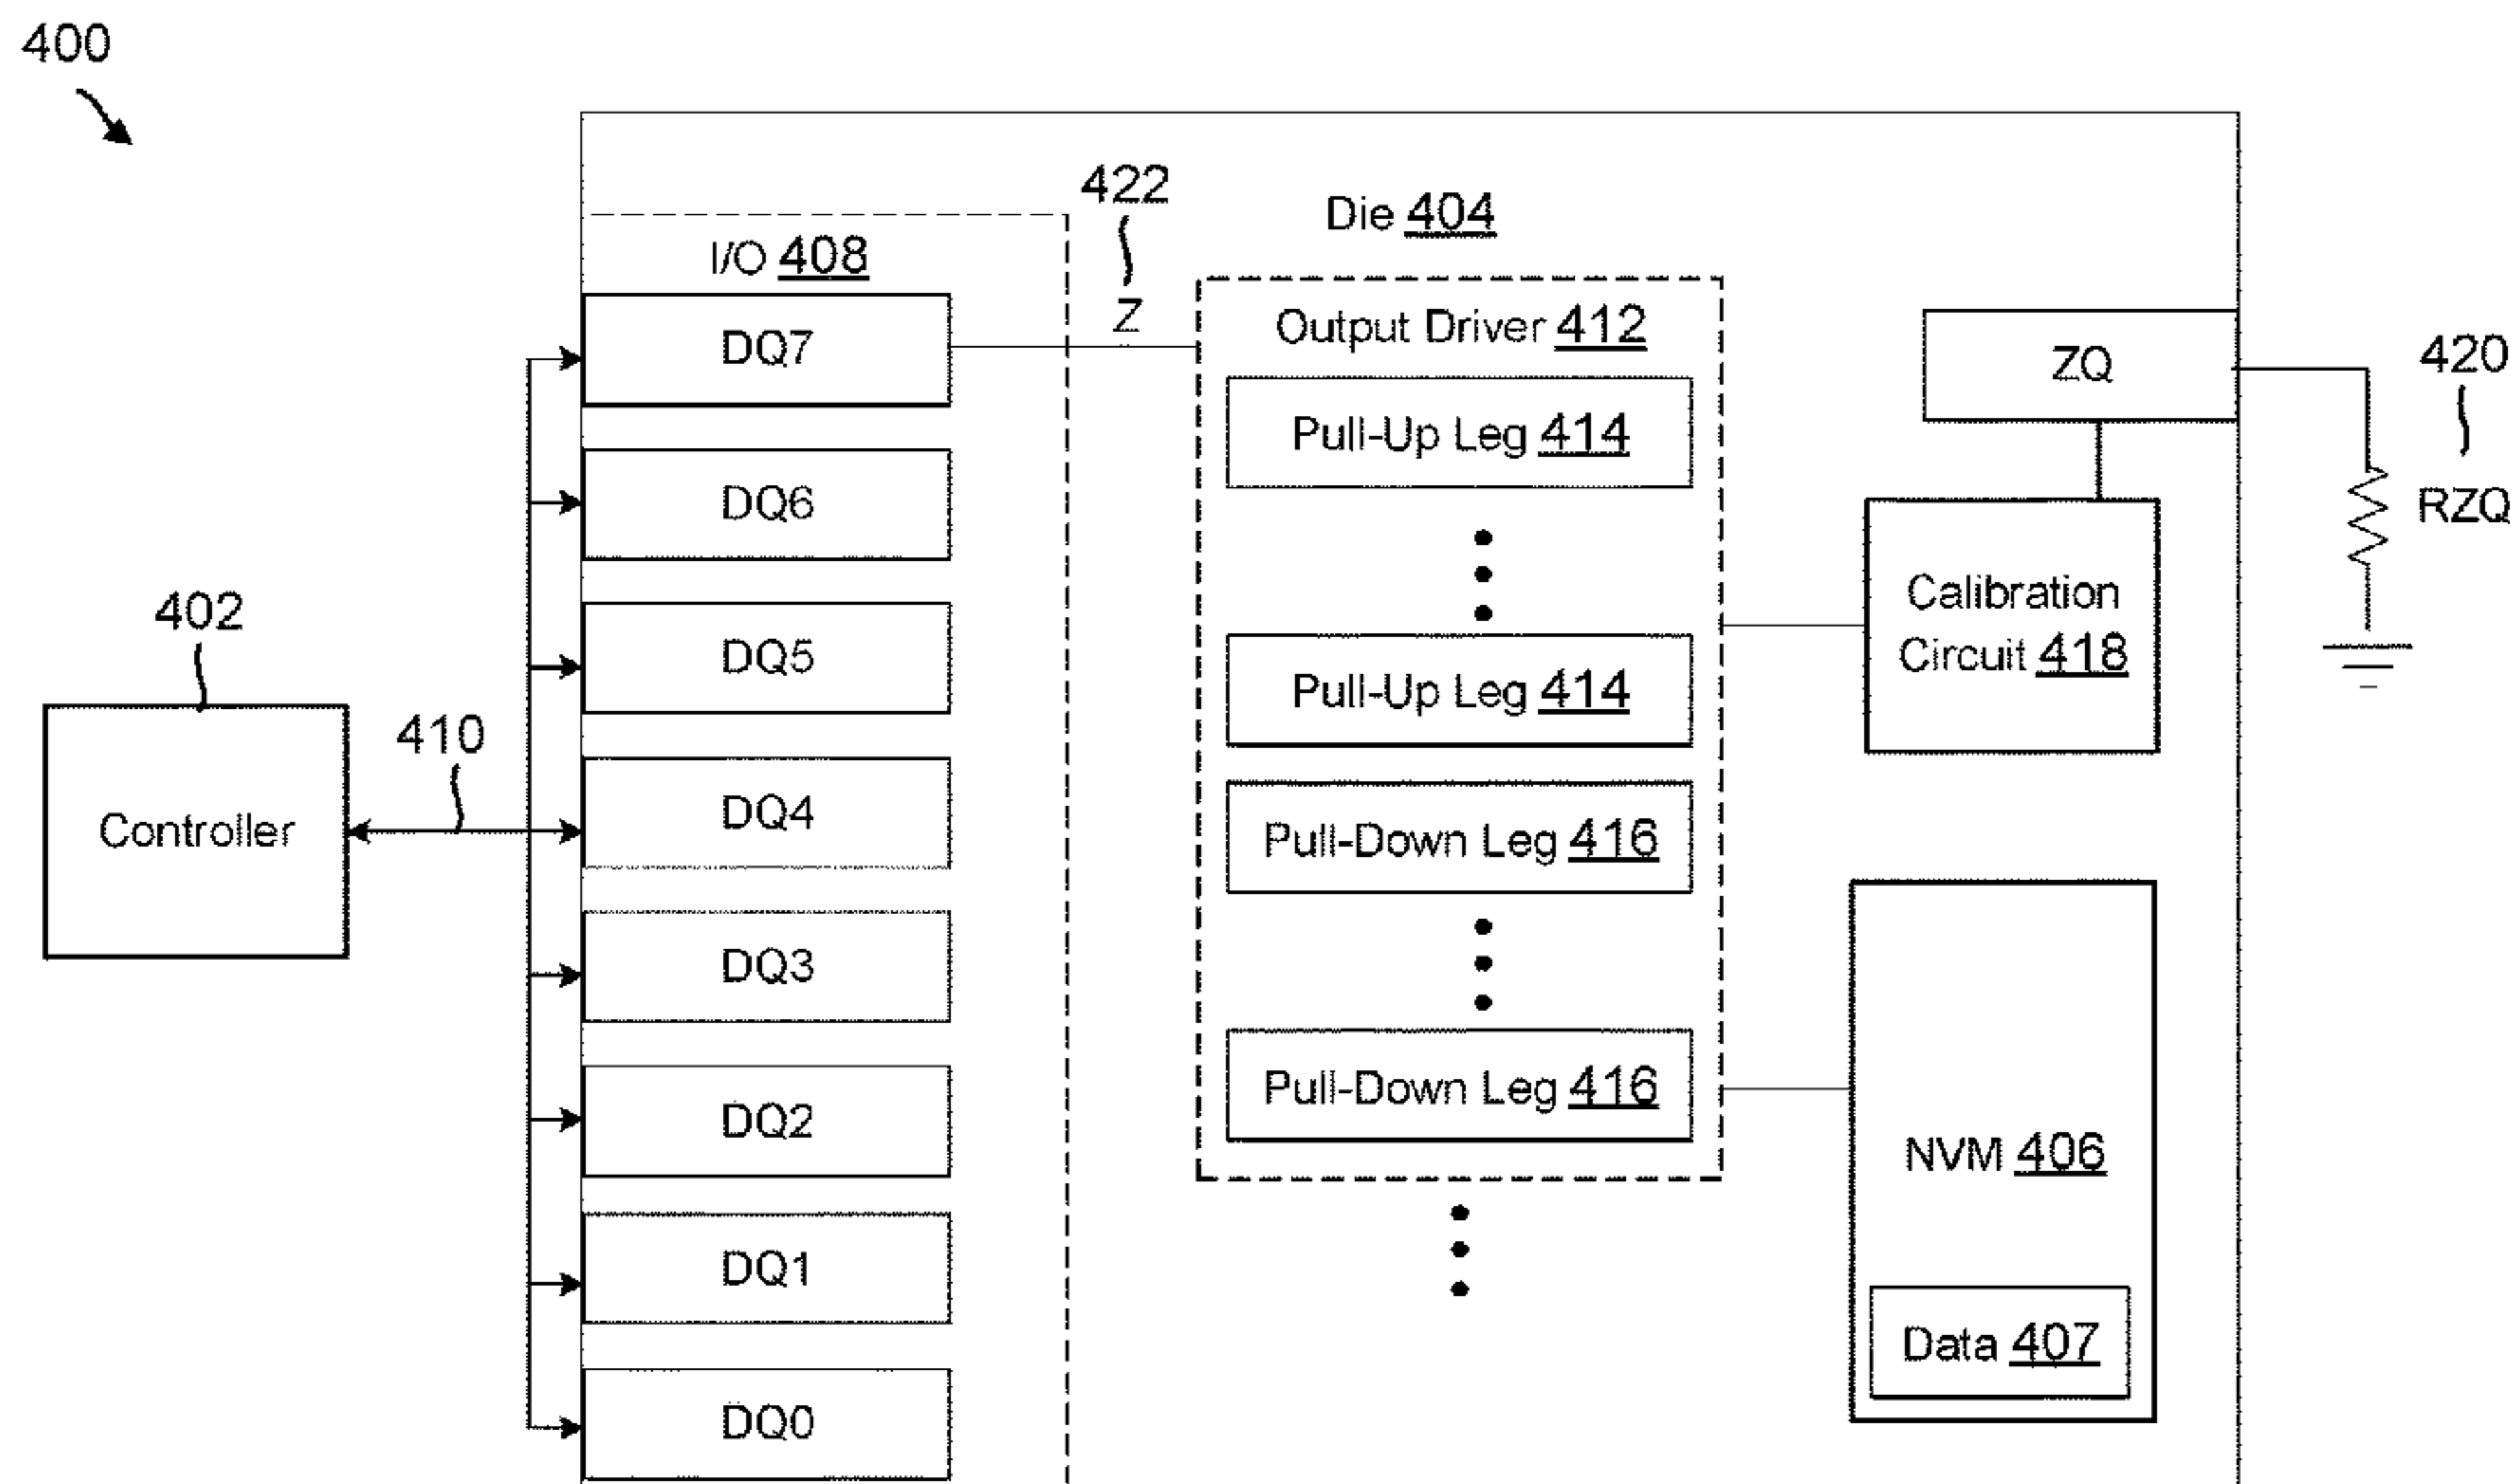 400
422
Die 404
I/O 408
Z
DQ7
Output Driver 412
ZQ
420
Pull-Up Leg 414
DQ6
RZQ
402
DQ5
Calibration
Circuit 418
Pull-Up Leg 414
410
Controller
DQ4
Pull-Down Leg 416
DQ3
DQ2
Pull-Down Leg 416
NVM 406
DQ1
Data 407
DQ0